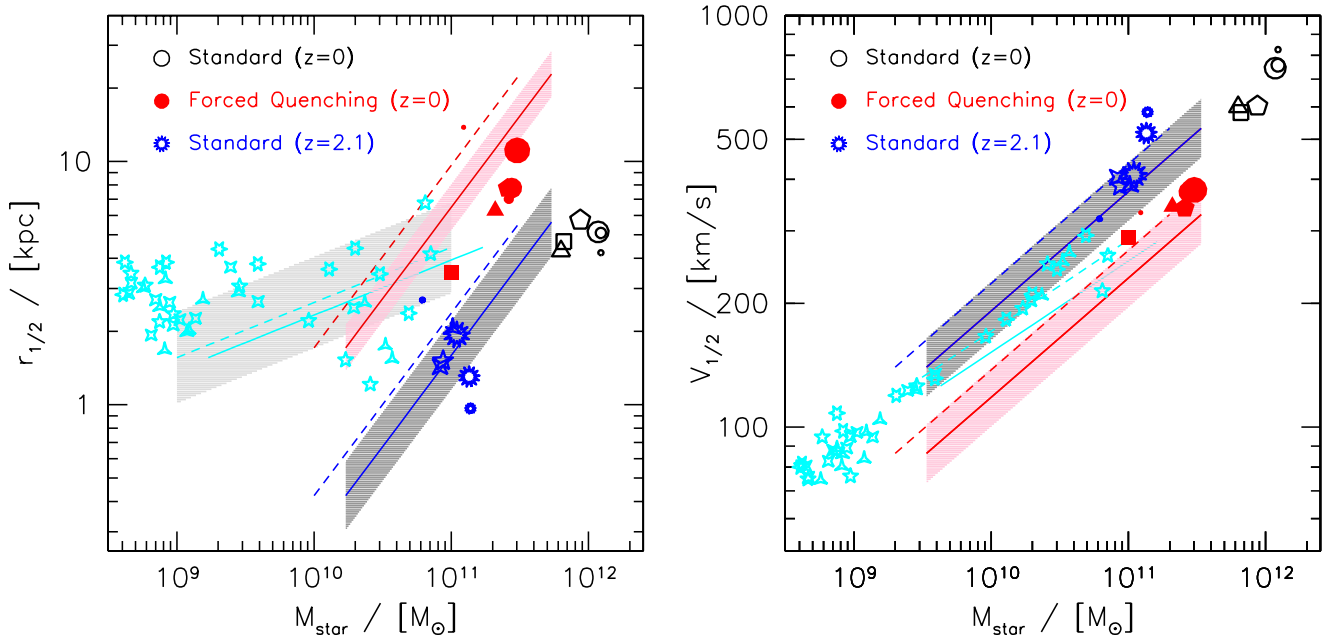 Standard (z=0)
Forced Quenching (z=0)
Standard (z=2.1)
r1/2 / [kpc]
10
1
10^9
10^10
10^11
10^12
Mstar / [M⊙]
Standard (z=0)
Forced Quenching (z=0)
Standard (z=2.1)
V1/2 / [km/s]
1000
500
200
100
10^9
10^10
10^11
10^12
Mstar / [M⊙]